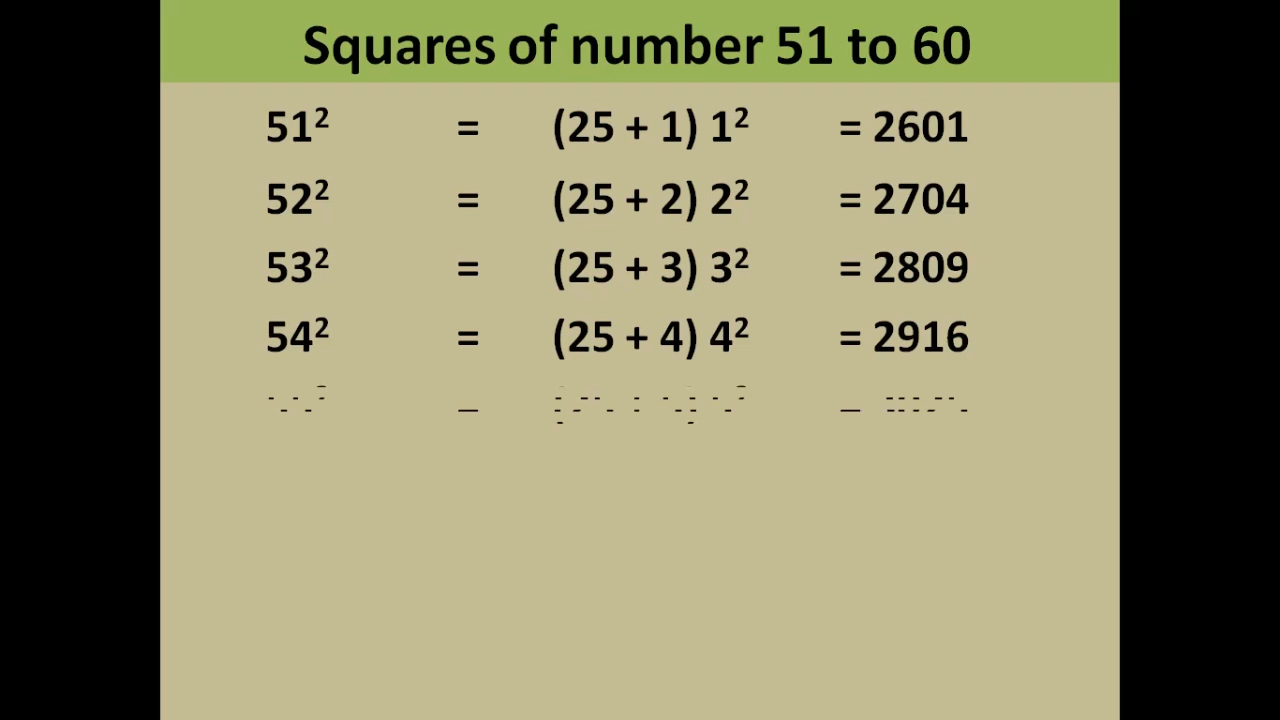 Squares of number 51 to 60
51² = (25 + 1) 1² = 2601
52² = (25 + 2) 2² = 2704
53² = (25 + 3) 3² = 2809
54² = (25 + 4) 4² = 2916